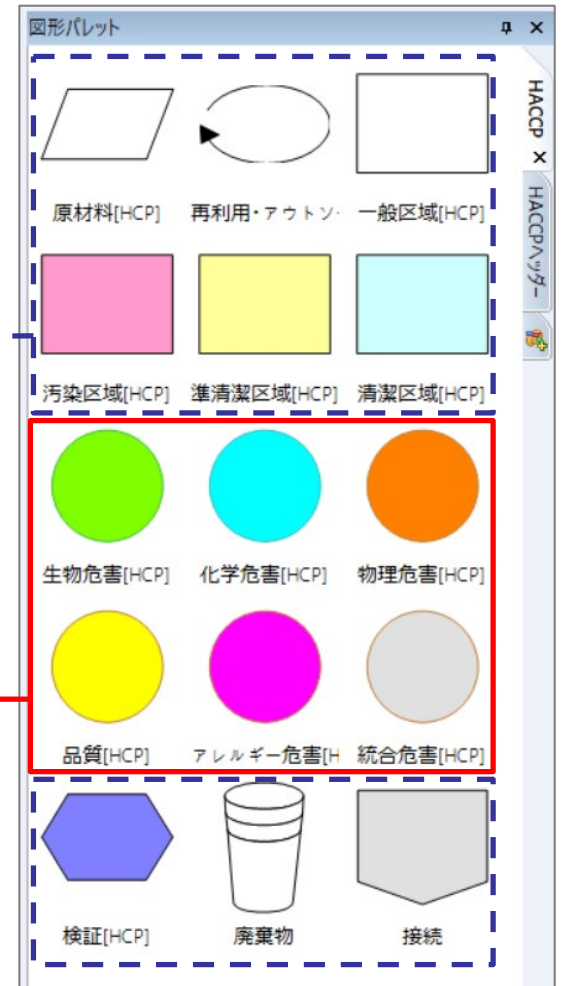 図形パレット
原材料[HCP] 再利用・アウトソ・ 一般区域[HCP]
汚染区域[HCP] 準清潔区域[HCP] 清潔区域[HCP]
生物危害[HCP] 化学危害[HCP] 物理危害[HCP]
品質[HCP] アレルギー危害[H 統合危害[HCP]
検証[HCP] 廃棄物 接続
HACCP
HACCPヘッダー